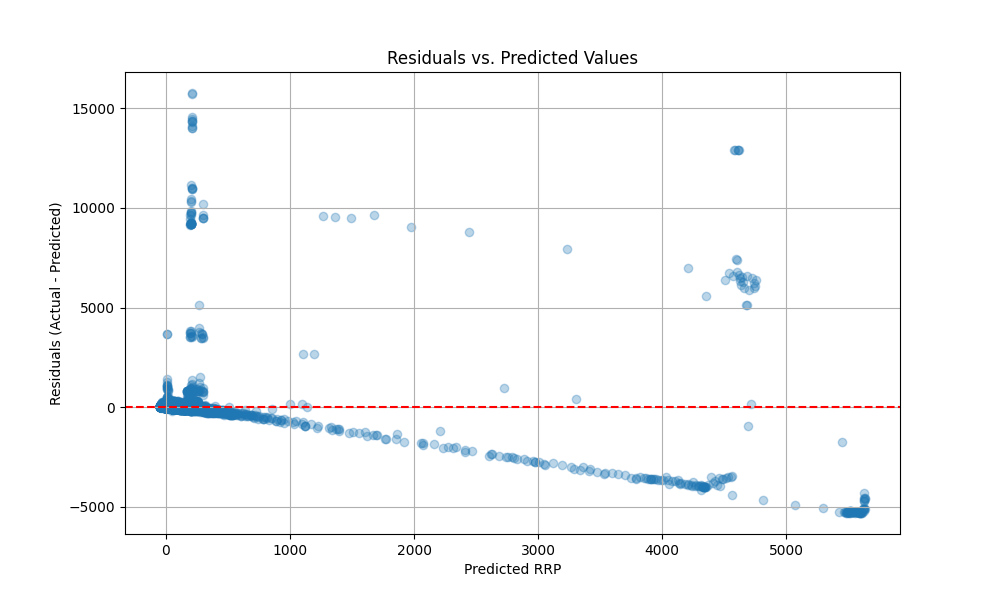 Residuals vs. Predicted Values
Residuals (Actual - Predicted)
15000
10000
5000
0
−5000
0 1000 2000 3000 4000 5000
Predicted RRP